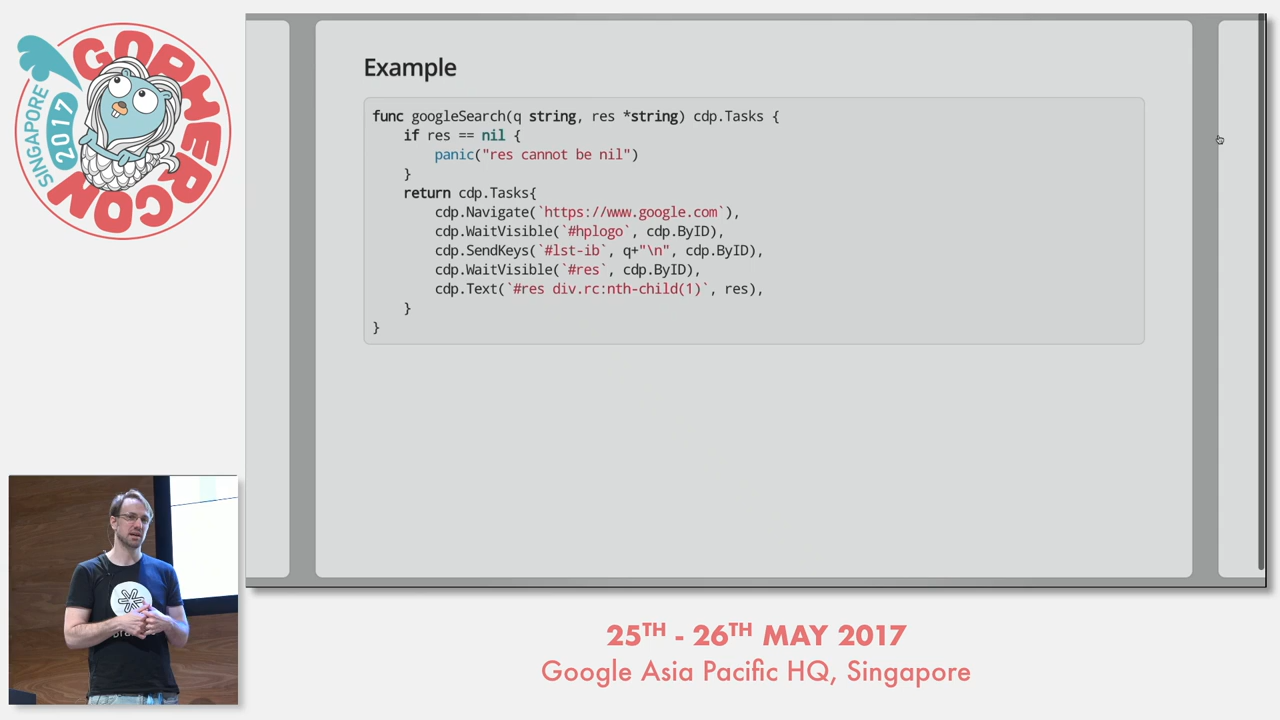 GOPHERCON
SINGAPORE
2017
Example
func googleSearch(q string, res *string) cdp.Tasks {
    if res == nil {
        panic("res cannot be nil")
    }
    return cdp.Tasks{
        cdp.Navigate(`https://www.google.com`),
        cdp.WaitVisible(`#hplogo`, cdp.ByID),
        cdp.SendKeys(`#lst-ib`, q+"\n", cdp.ByID),
        cdp.WaitVisible(`#res`, cdp.ByID),
        cdp.Text(`#res div.rc:nth-child(1)`, res),
    }
}
25TH - 26TH MAY 2017
Google Asia Pacific HQ, Singapore